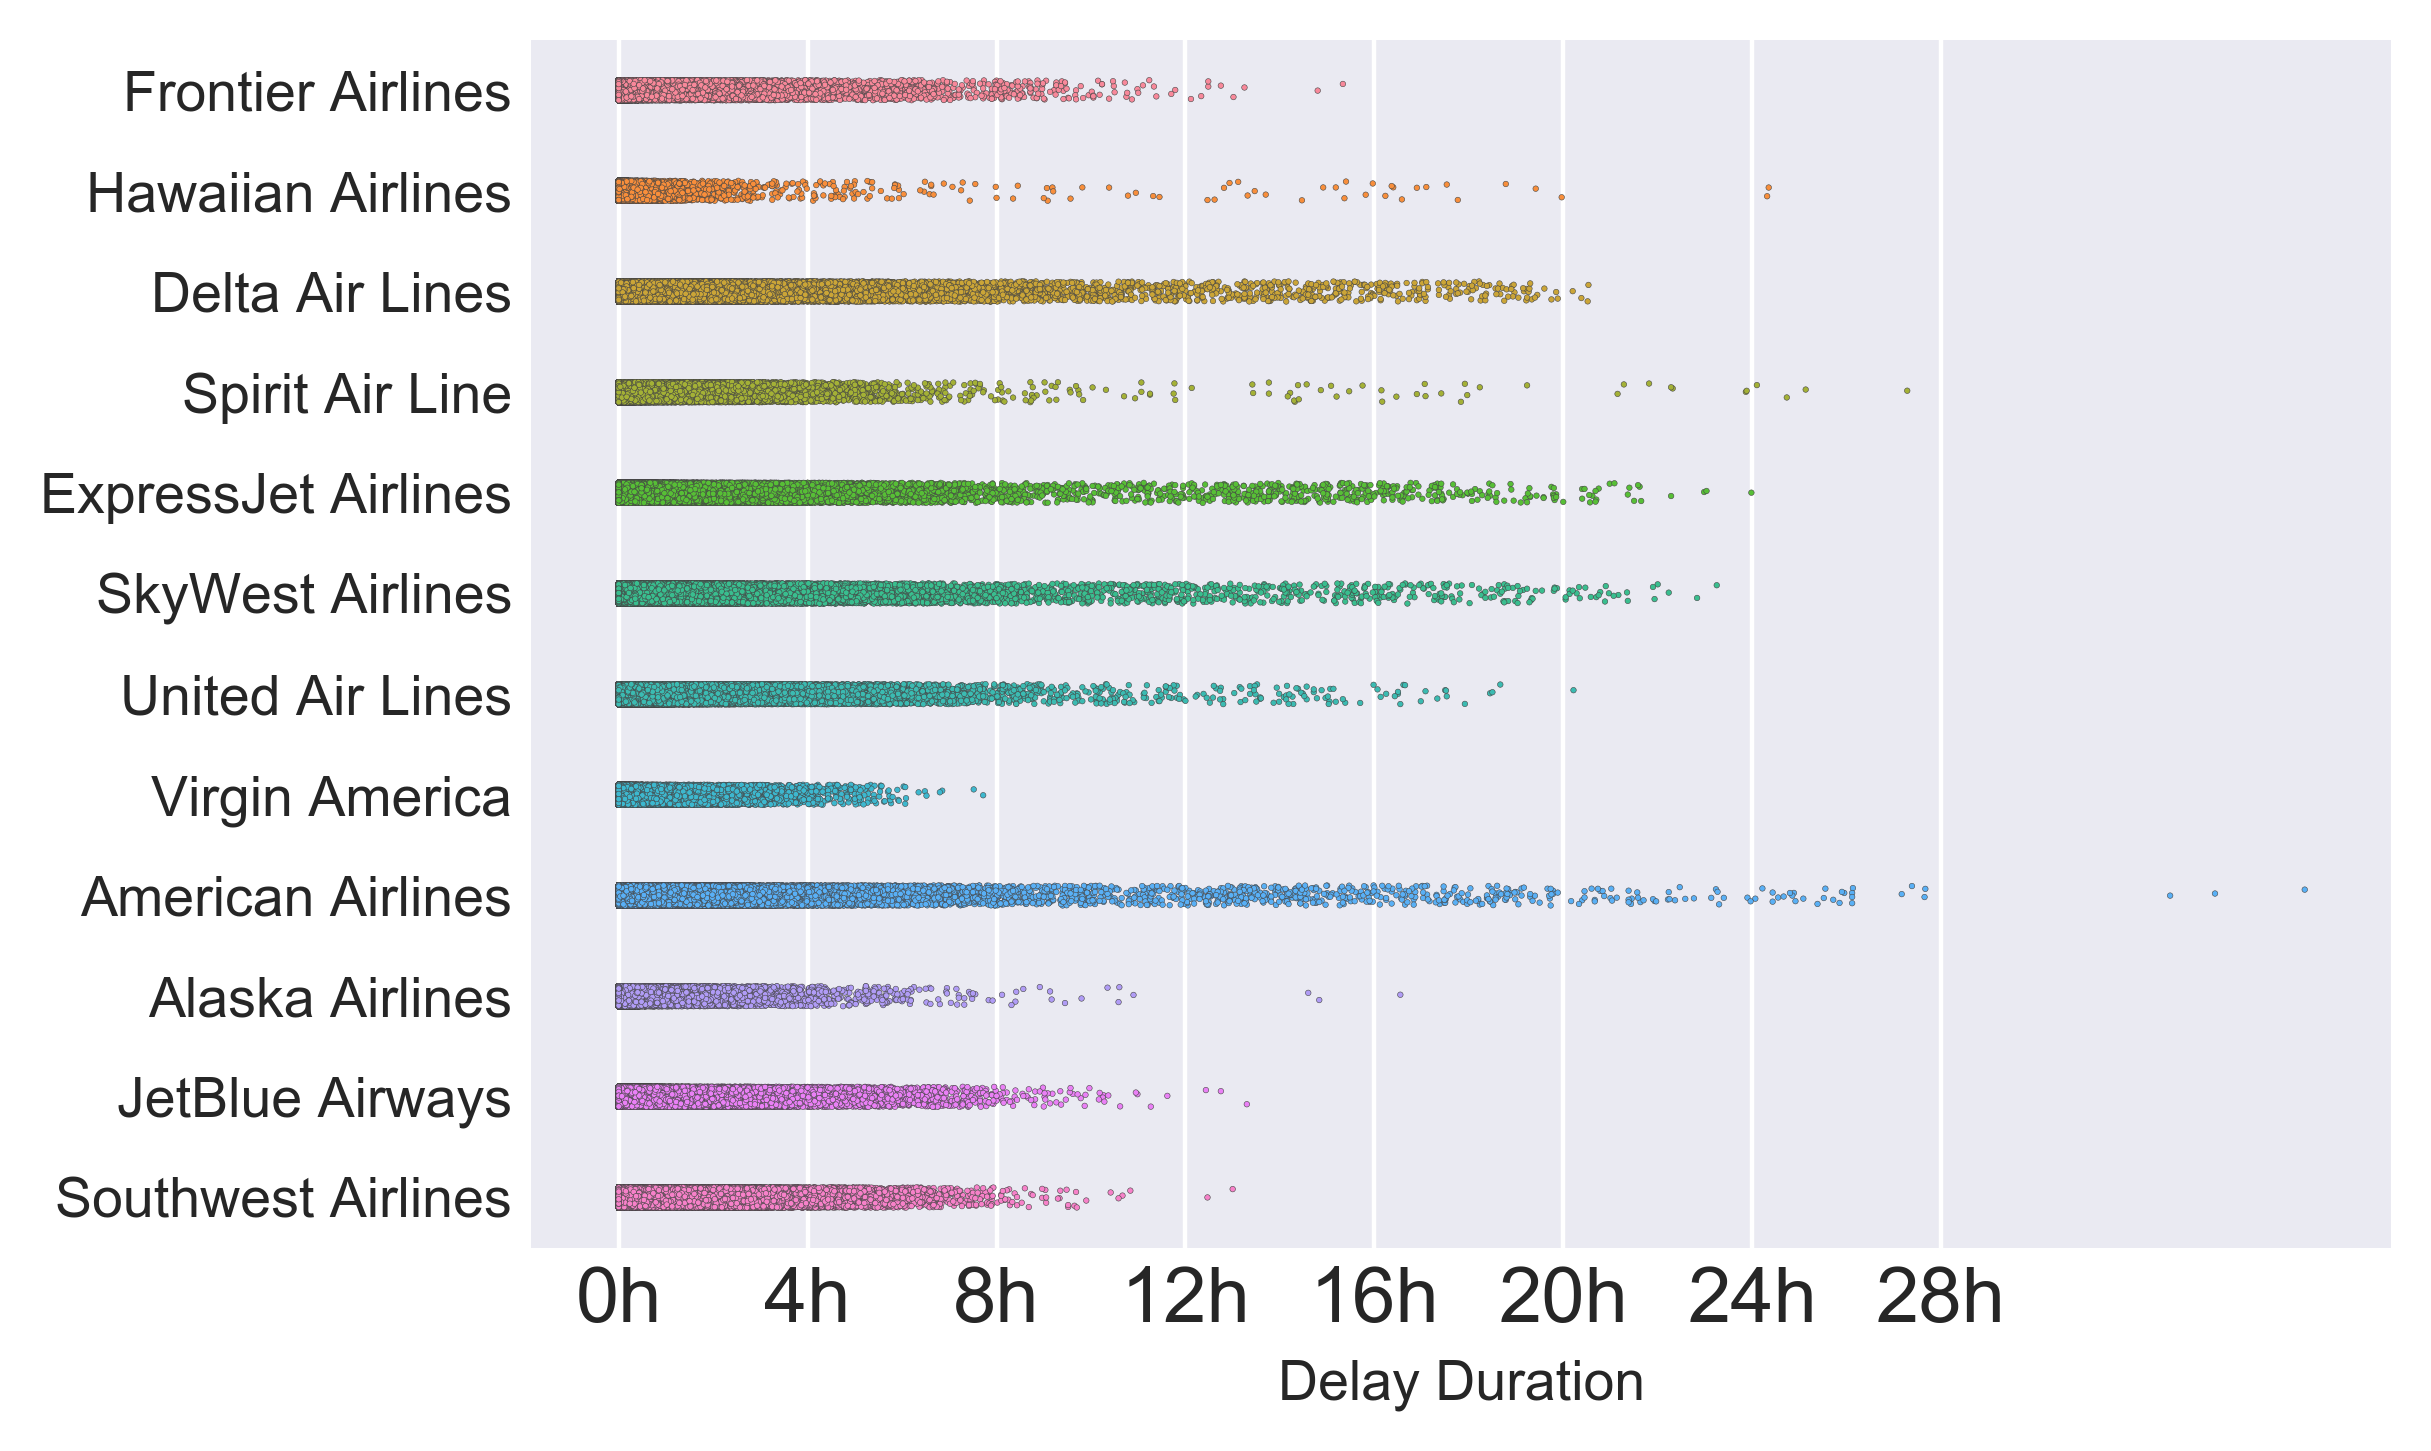 Frontier Airlines
Hawaiian Airlines
Delta Air Lines
Spirit Air Line
ExpressJet Airlines
SkyWest Airlines
United Air Lines
Virgin America
American Airlines
Alaska Airlines
JetBlue Airways
Southwest Airlines
0h 4h 8h 12h 16h 20h 24h 28h
Delay Duration